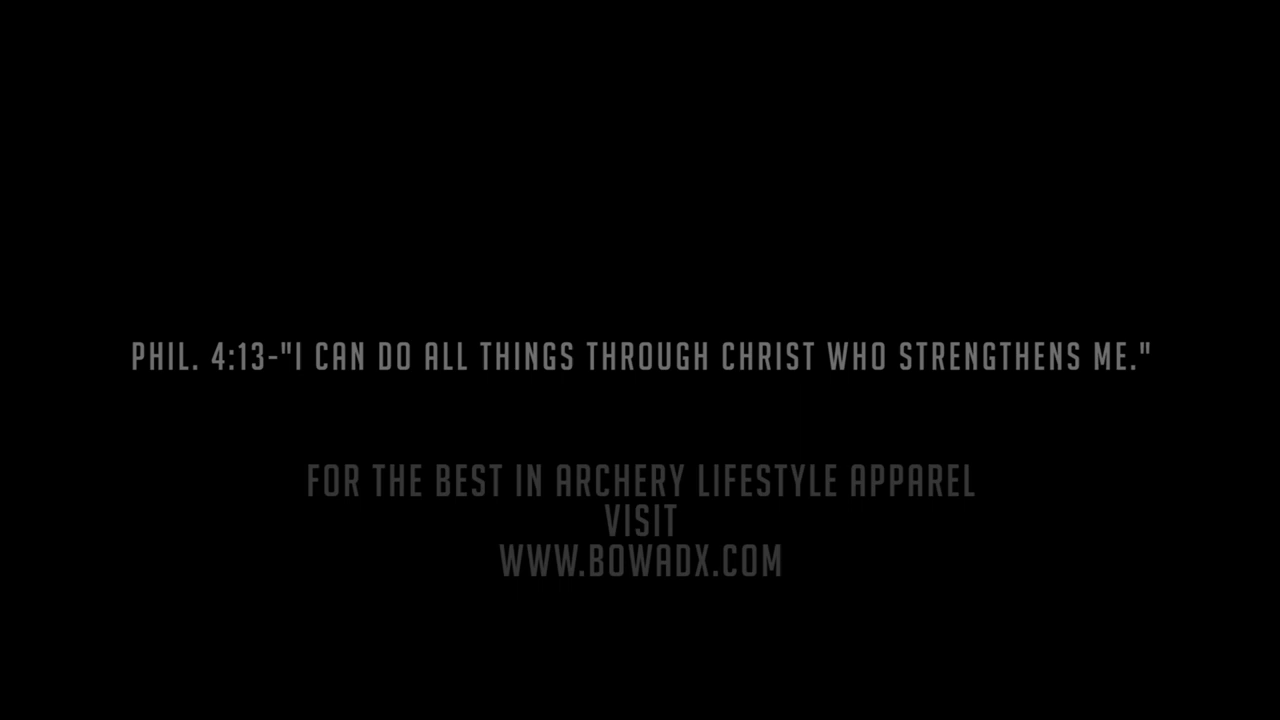 PHIL. 4:13-"I CAN DO ALL THINGS THROUGH CHRIST WHO STRENGTHENS ME."
FOR THE BEST IN ARCHERY LIFESTYLE APPAREL
VISIT
WWW.BOWADX.COM